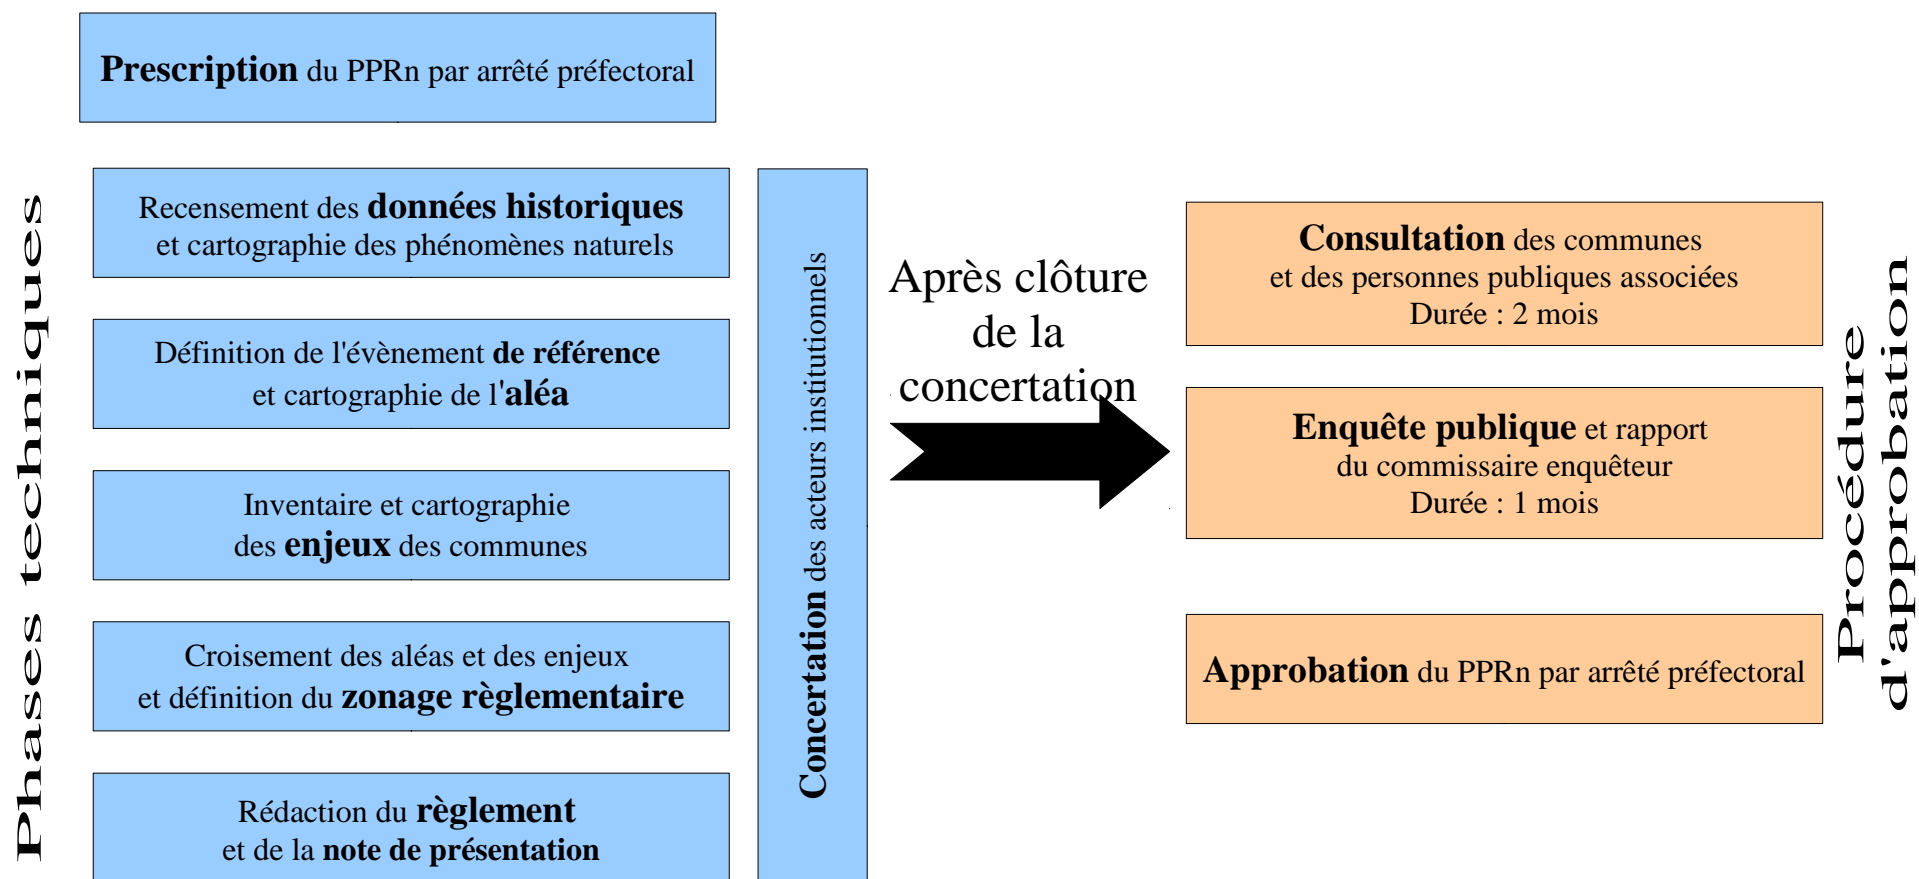 Prescription du PPRn par arrêté préfectoral
Phases techniques
Recensement des données historiques
et cartographie des phénomènes naturels
Définition de l'évènement de référence
et cartographie de l'aléa
Inventaire et cartographie
des enjeux des communes
Croisement des aléas et des enjeux
et définition du zonage règlementaire
Rédaction du règlement
et de la note de présentation
Concertation des acteurs institutionnels
Après clôture
de la
concertation
Consultation des communes
et des personnes publiques associées
Durée : 2 mois
Enquête publique et rapport
du commissaire enquêteur
Durée : 1 mois
Approbation du PPRn par arrêté préfectoral
Procédure
d'approbation